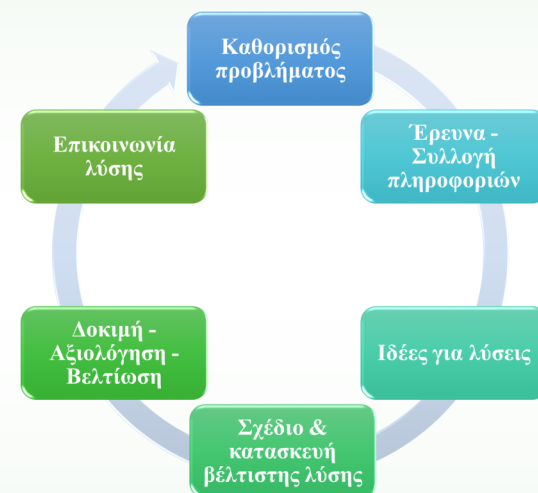 Καθορισμός
προβλήματος
Έρευνα -
Συλλογή
πληροφοριών
Ιδέες για λύσεις
Σχέδιο &
κατασκευή
βέλτιστης λύσης
Δοκιμή -
Αξιολόγηση -
Βελτίωση
Επικοινωνία
λύσης